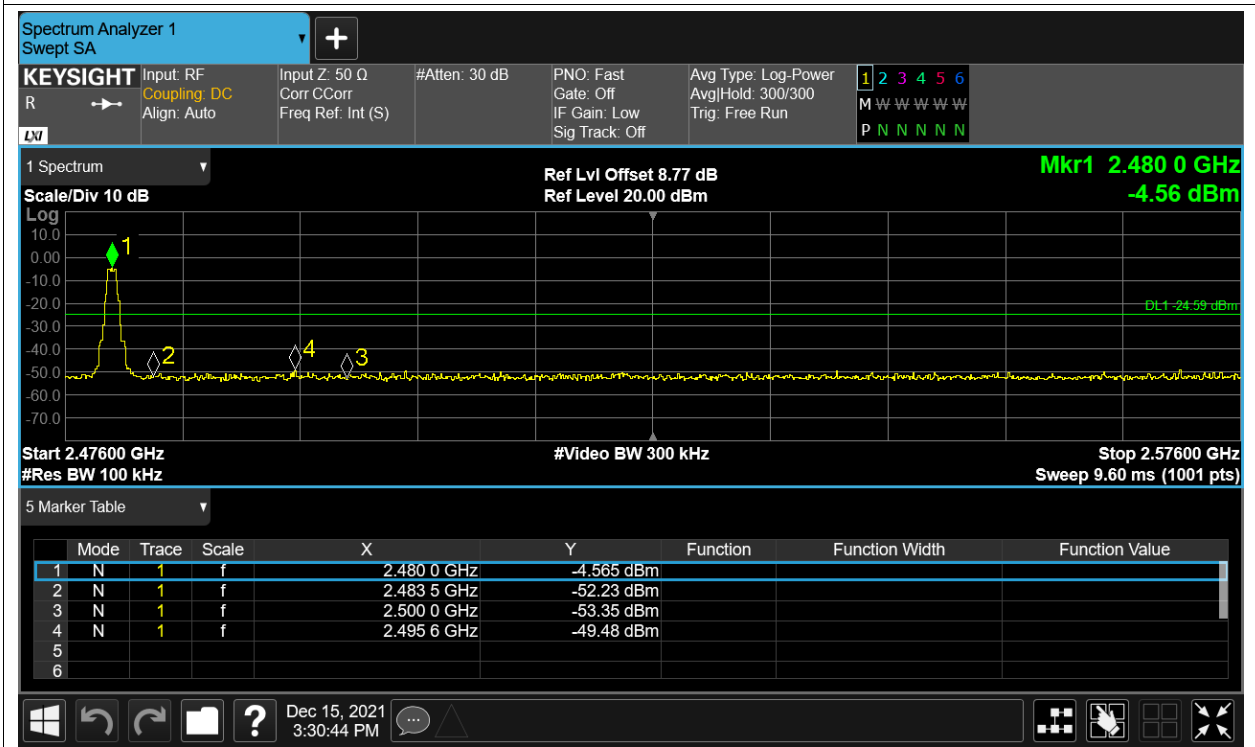 Spectrum Analyzer 1
Swept SA
KEYSIGHT
R
LXI
Input: RF
Coupling: DC
Align: Auto
Input Z: 50 Ω
Corr CCorr
Freq Ref: Int (S)
#Atten: 30 dB
PNO: Fast
Gate: Off
IF Gain: Low
Sig Track: Off
Avg Type: Log-Power
Avg|Hold: 300/300
Trig: Free Run
1 2 3 4 5 6
M W W W W W
P N N N N N
1 Spectrum
Scale/Div 10 dB
Ref Lvl Offset 8.77 dB
Ref Level 20.00 dBm
Mkr1 2.480 0 GHz
-4.56 dBm
Log
10.0
0.00
-10.0
-20.0
-30.0
-40.0
-50.0
-60.0
-70.0
1
2
4
3
DL1 -24.59 dBm
Start 2.47600 GHz
#Video BW 300 kHz
Stop 2.57600 GHz
#Res BW 100 kHz
Sweep 9.60 ms (1001 pts)
5 Marker Table
Mode Trace Scale X Y Function Function Width Function Value
1 N 1 f 2.480 0 GHz -4.565 dBm
2 N 1 f 2.483 5 GHz -52.23 dBm
3 N 1 f 2.500 0 GHz -53.35 dBm
4 N 1 f 2.495 6 GHz -49.48 dBm
5
6
?
Dec 15, 2021
3:30:44 PM